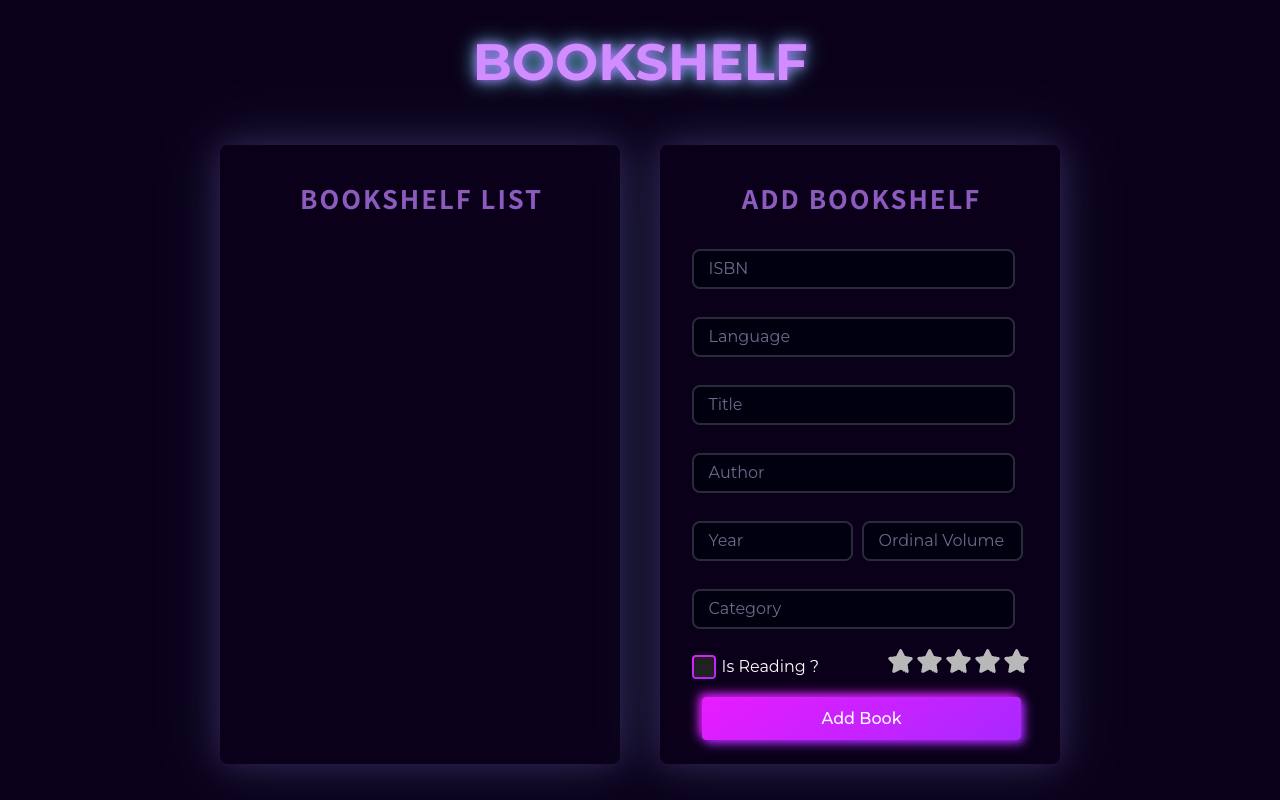 BOOKSHELF
BOOKSHELF LIST
ADD BOOKSHELF
ISBN
Language
Title
Author
Year
Ordinal Volume
Category
Is Reading ?
Add Book